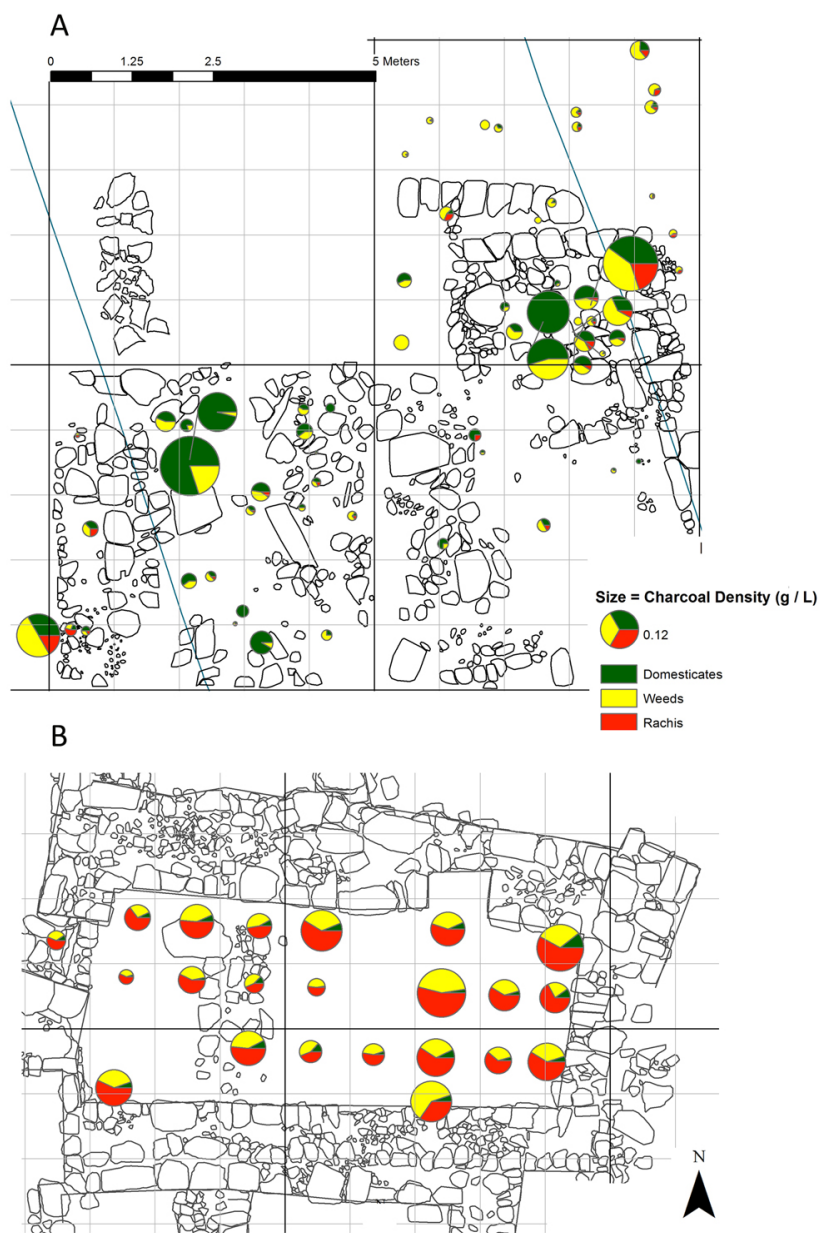 A
0 1.25 2.5 5 Meters
Size = Charcoal Density (g / L)
0.12
Domesticates
Weeds
Rachis
B
N